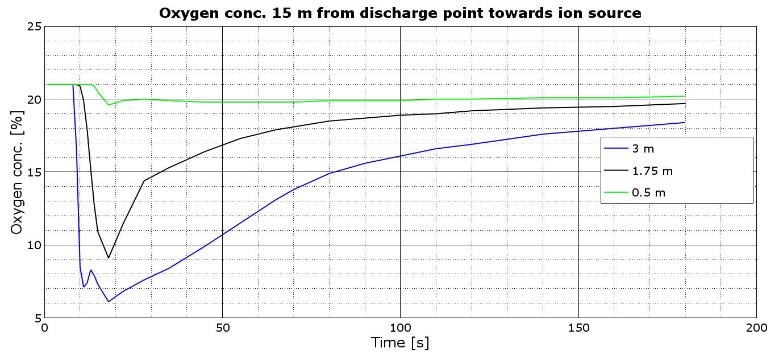 Oxygen conc. 15 m from discharge point towards ion source
25
20
15
10
5
Oxygen conc. [%]
3 m
1.75 m
0.5 m
0 50 100 150 200
Time [s]